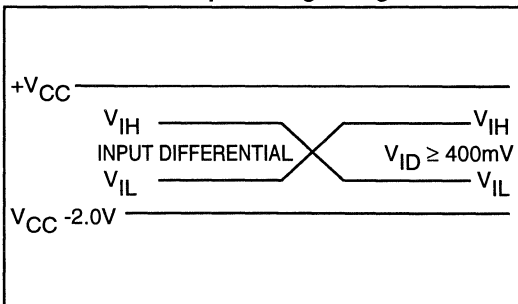 +VCC
VIH VIH
INPUT DIFFERENTIAL VID ≥ 400mV
VIL VIL
VCC -2.0V